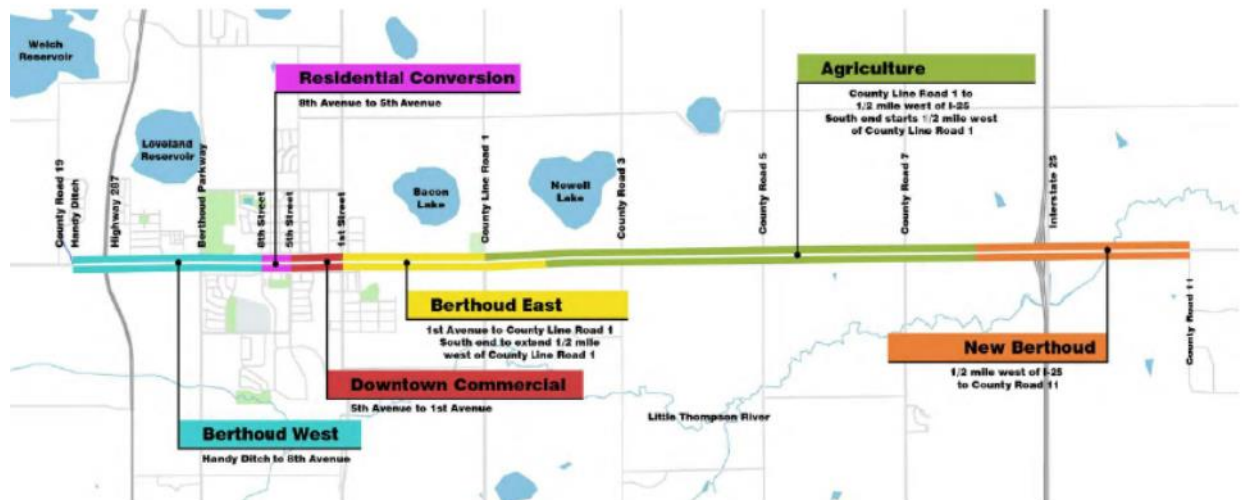 Welch
Reservoir
Residential Conversion
8th Avenue to 5th Avenue
Agriculture
County Line Road 1 to
1/2 mile west of I-25
South end starts 1/2 mile west
of County Line Road 1
Loveland
Reservoir
Bacon
Lake
Nowell
Lake
County Road 19
Handy Ditch
Highway 287
Berthoud Parkway
8th Street
5th Street
1st Street
County Line Road 1
County Road 3
County Road 5
County Road 7
Interstate 25
County Road 11
Berthoud East
1st Avenue to County Line Road 1
South end to extend 1/2 mile
west of County Line Road 1
New Berthoud
1/2 mile west of I-25
to County Road 11
Downtown Commercial
5th Avenue to 1st Avenue
Little Thompson River
Berthoud West
Handy Ditch to 8th Avenue